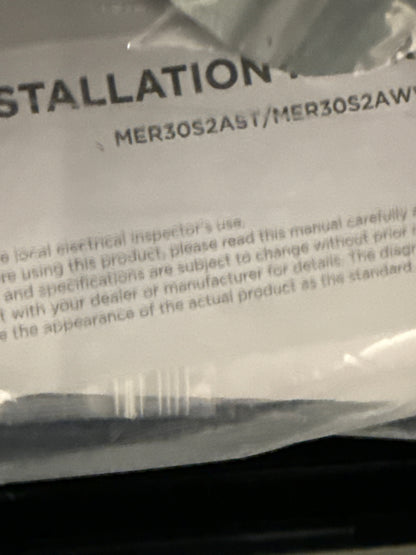 STALLATION
MER30S2AST/MER30S2AW
e local electrical inspector's use.
re using this product, please read this manual carefully
and specifications are subject to change without prior
t with your dealer or manufacturer for details. The diagr
e the appearance of the actual product as the standard